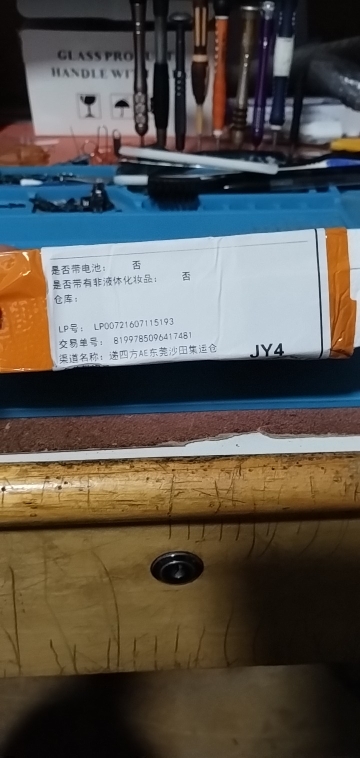 GLASS PRODU
HANDLE WITH
是否带电池： 否
是否带有非液体化妆品： 否
仓库：
LP号： LP00721607115193
交易单号： 8199785096417481
渠道名称：递四方AE东莞沙田集运仓
JY4